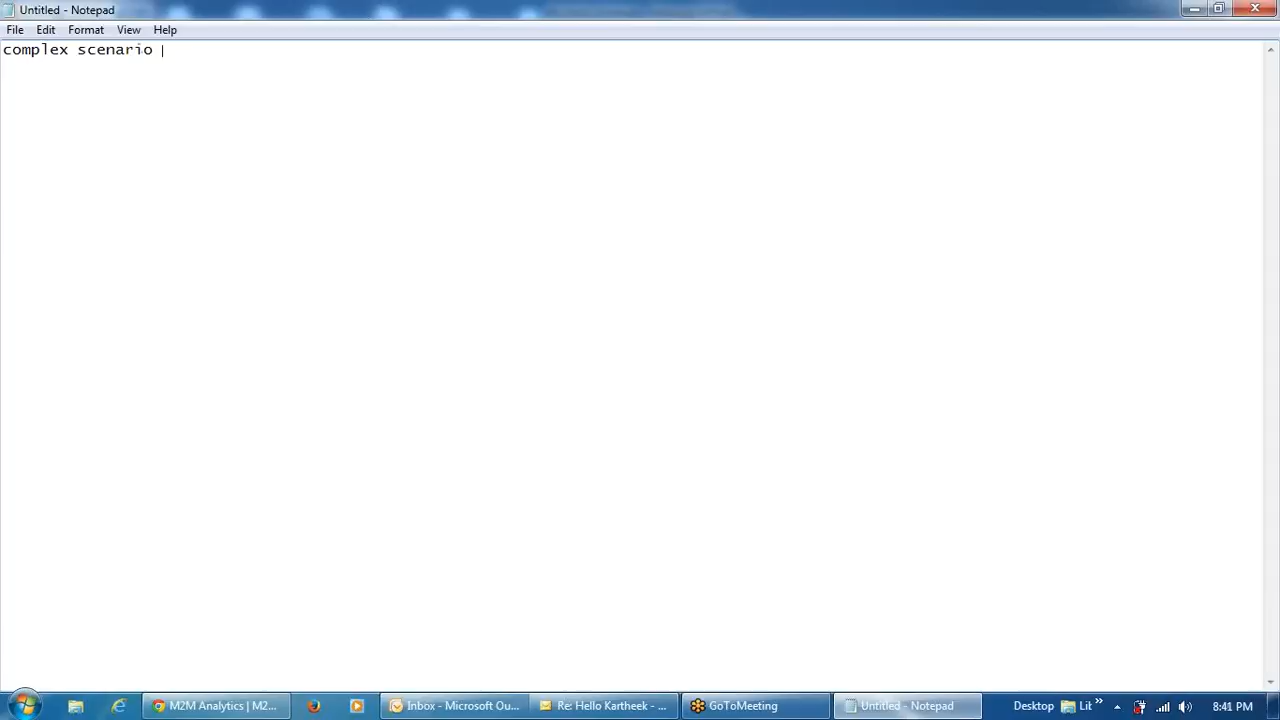 Untitled - Notepad
File Edit Format View Help
complex scenario
M2M Analytics | M2...
Inbox - Microsoft Ou...
Re: Hello Kartheek - ...
GoToMeeting
Untitled - Notepad
Desktop
Lit
8:41 PM